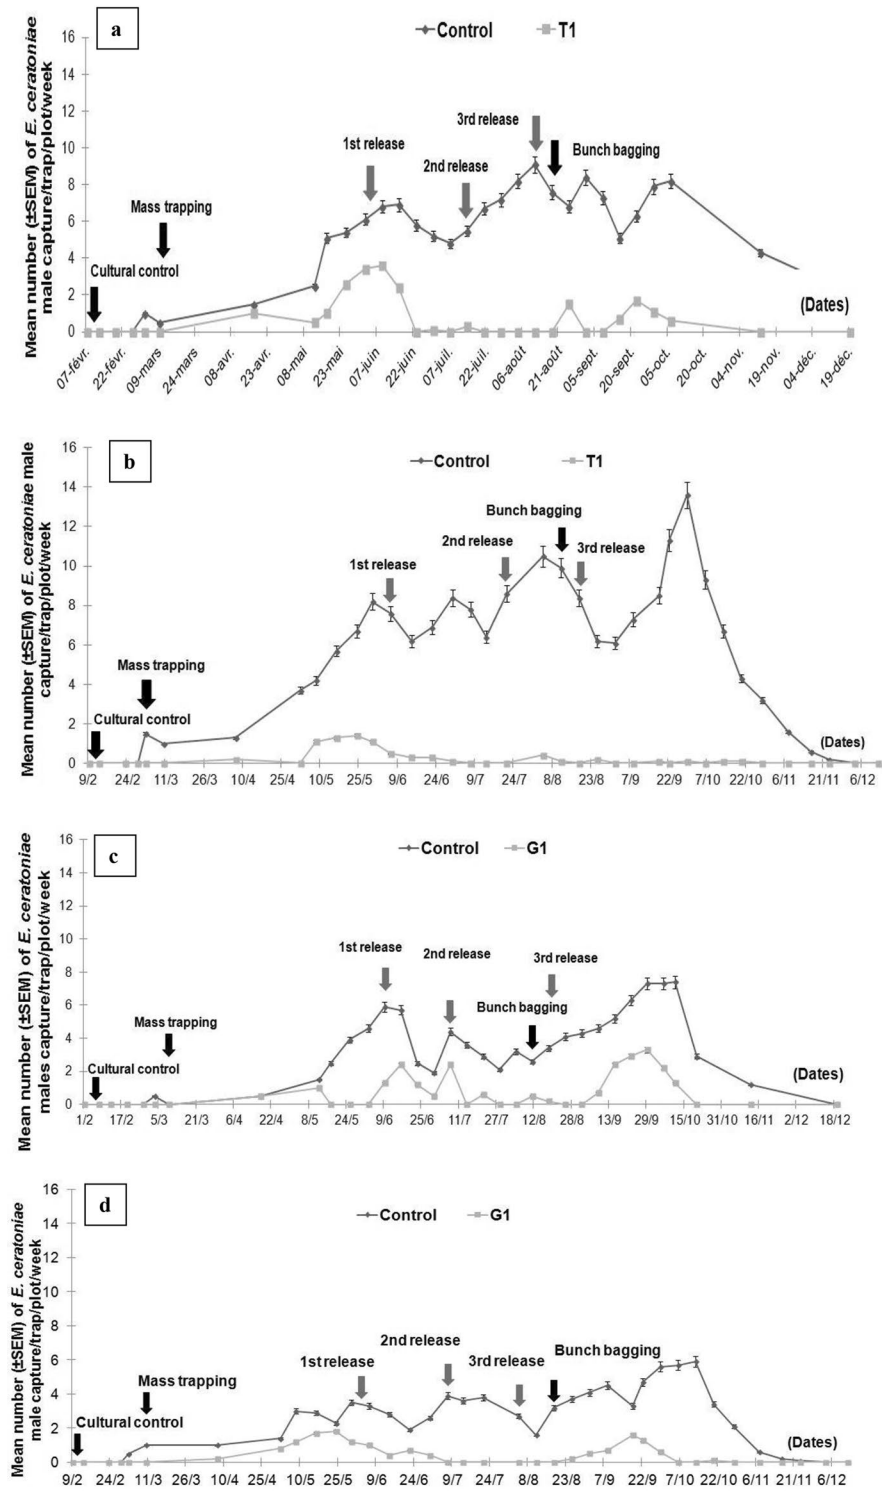 a
Control
T1
Mean number (±SEM) of E. ceratoniae
male capture/trap/plot/week
16
14
12
10
8
6
4
2
0
1st release
2nd release
3rd release
Bunch bagging
Mass trapping
Cultural control
(Dates)
07-févr.
22-févr.
09-mars
24-mars
08-avr.
23-avr.
08-mai
23-mai
07-juin
22-juin
07-juil.
22-juil.
06-août
21-août
05-sept.
20-sept.
05-oct.
20-oct.
04-nov.
19-nov.
04-déc.
19-déc.
b
Control
T1
Mean number (±SEM) of E. ceratoniae male
capture/trap/plot/week
16
14
12
10
8
6
4
2
0
Bunch bagging
2nd release
3rd release
1st release
Mass trapping
Cultural control
(Dates)
9/2
24/2
11/3
26/3
10/4
25/4
10/5
25/5
9/6
24/6
9/7
24/7
8/8
23/8
7/9
22/9
7/10
22/10
6/11
21/11
6/12
c
Control
G1
Mean number (±SEM) of E. ceratoniae
males capture/trap/plot/week
16
14
12
10
8
6
4
2
0
1st release
2nd release
3rd release
Bunch bagging
Mass trapping
Cultural control
(Dates)
1/2
17/2
5/3
21/3
6/4
22/4
8/5
24/5
9/6
25/6
11/7
27/7
12/8
28/8
13/9
29/9
15/10
31/10
16/11
2/12
18/12
d
Control
G1
Mean number (±SEM) of E. ceratoniae
male capture/trap/plot/week
16
14
12
10
8
6
4
2
0
2nd release
1st release
3rd release
Bunch bagging
Mass trapping
Cultural control
(Dates)
9/2
24/2
11/3
26/3
10/4
25/4
10/5
25/5
9/6
24/6
9/7
24/7
8/8
23/8
7/9
22/9
7/10
22/10
6/11
21/11
6/12